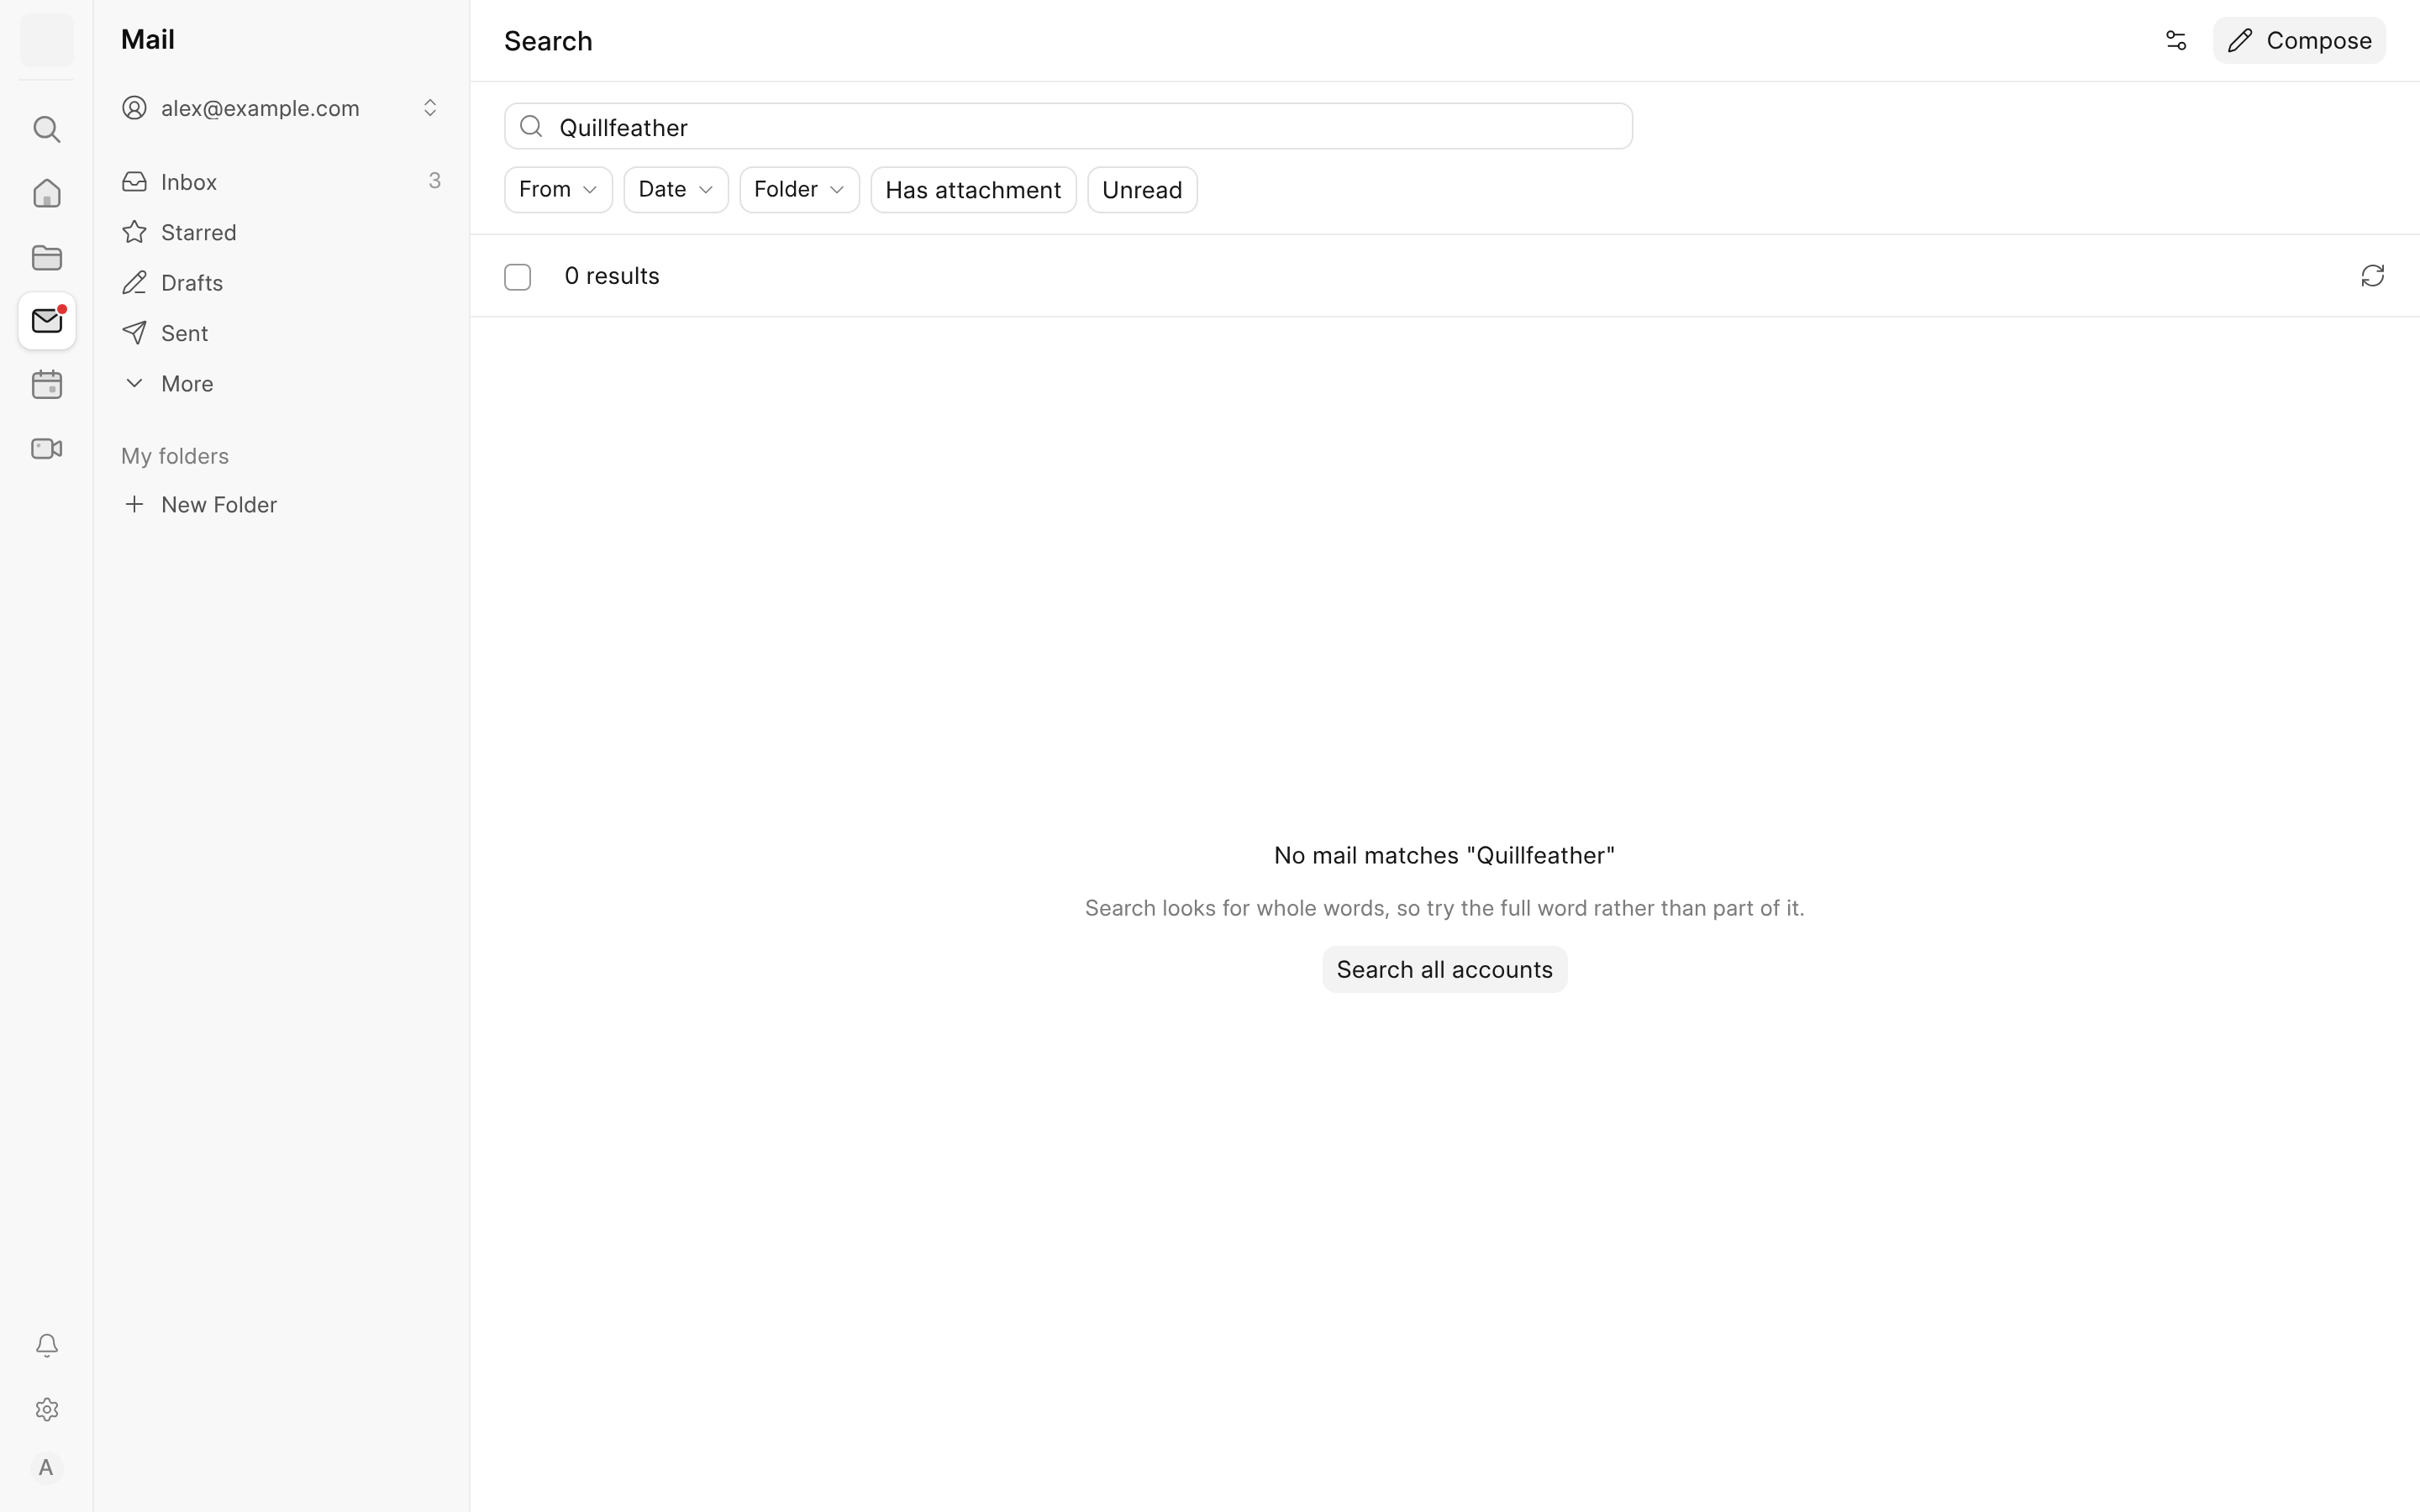 Mail
alex@example.com
Inbox 3
Starred
Drafts
Sent
More
My folders
New Folder
A
Search
Compose
Quillfeather
From
Date
Folder
Has attachment
Unread
0 results
No mail matches "Quillfeather"
Search looks for whole words, so try the full word rather than part of it.
Search all accounts